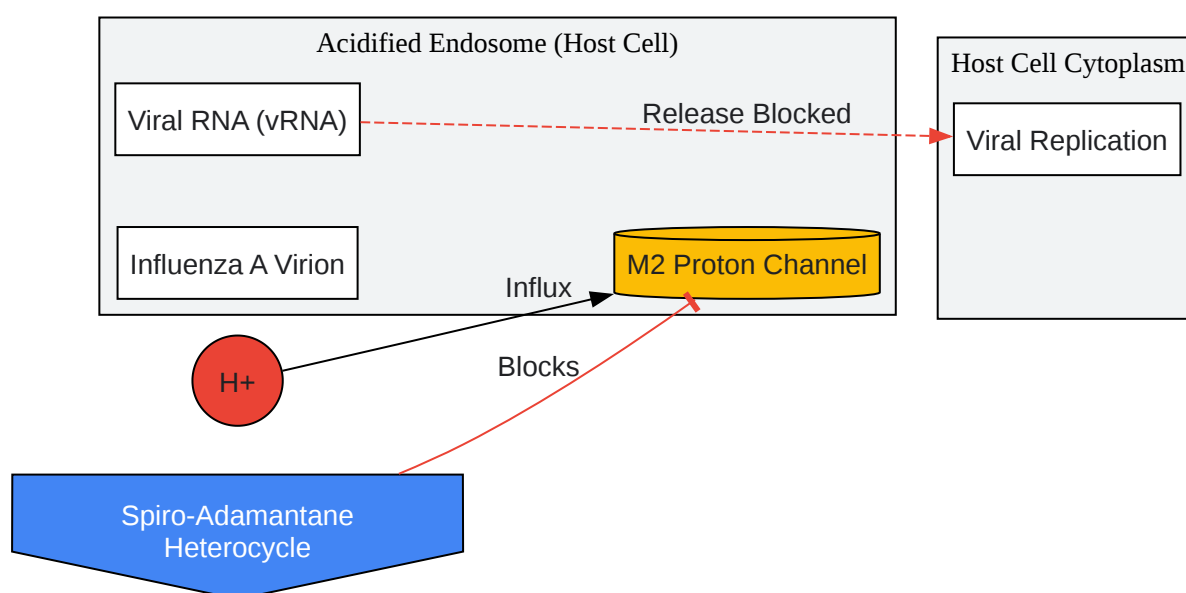 Acidified Endosome (Host Cell)
Host Cell Cytoplasm
Viral RNA (vRNA)
Release Blocked
Viral Replication
Influenza A Virion
M2 Proton Channel
Influx
H+
Blocks
Spiro-Adamantane
Heterocycle